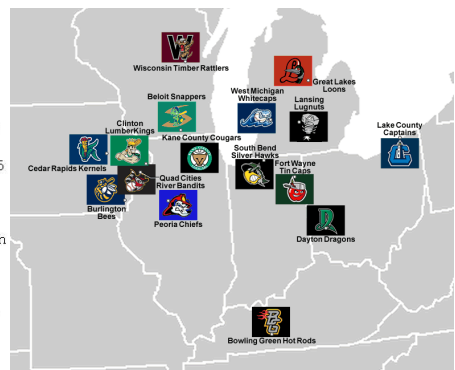 Wisconsin Timber Rattlers
Great Lakes
Loons
West Michigan
Whitecaps
Lansing
Lugnuts
Beloit Snappers
Clinton
LumberKings
Kane County Cougars
Lake County
Captains
South Bend
Silver Hawks
Fort Wayne
Tin Caps
Cedar Rapids Kernels
Quad Cities
River Bandits
Burlington
Bees
Peoria Chiefs
Dayton Dragons
Bowling Green Hot Rods